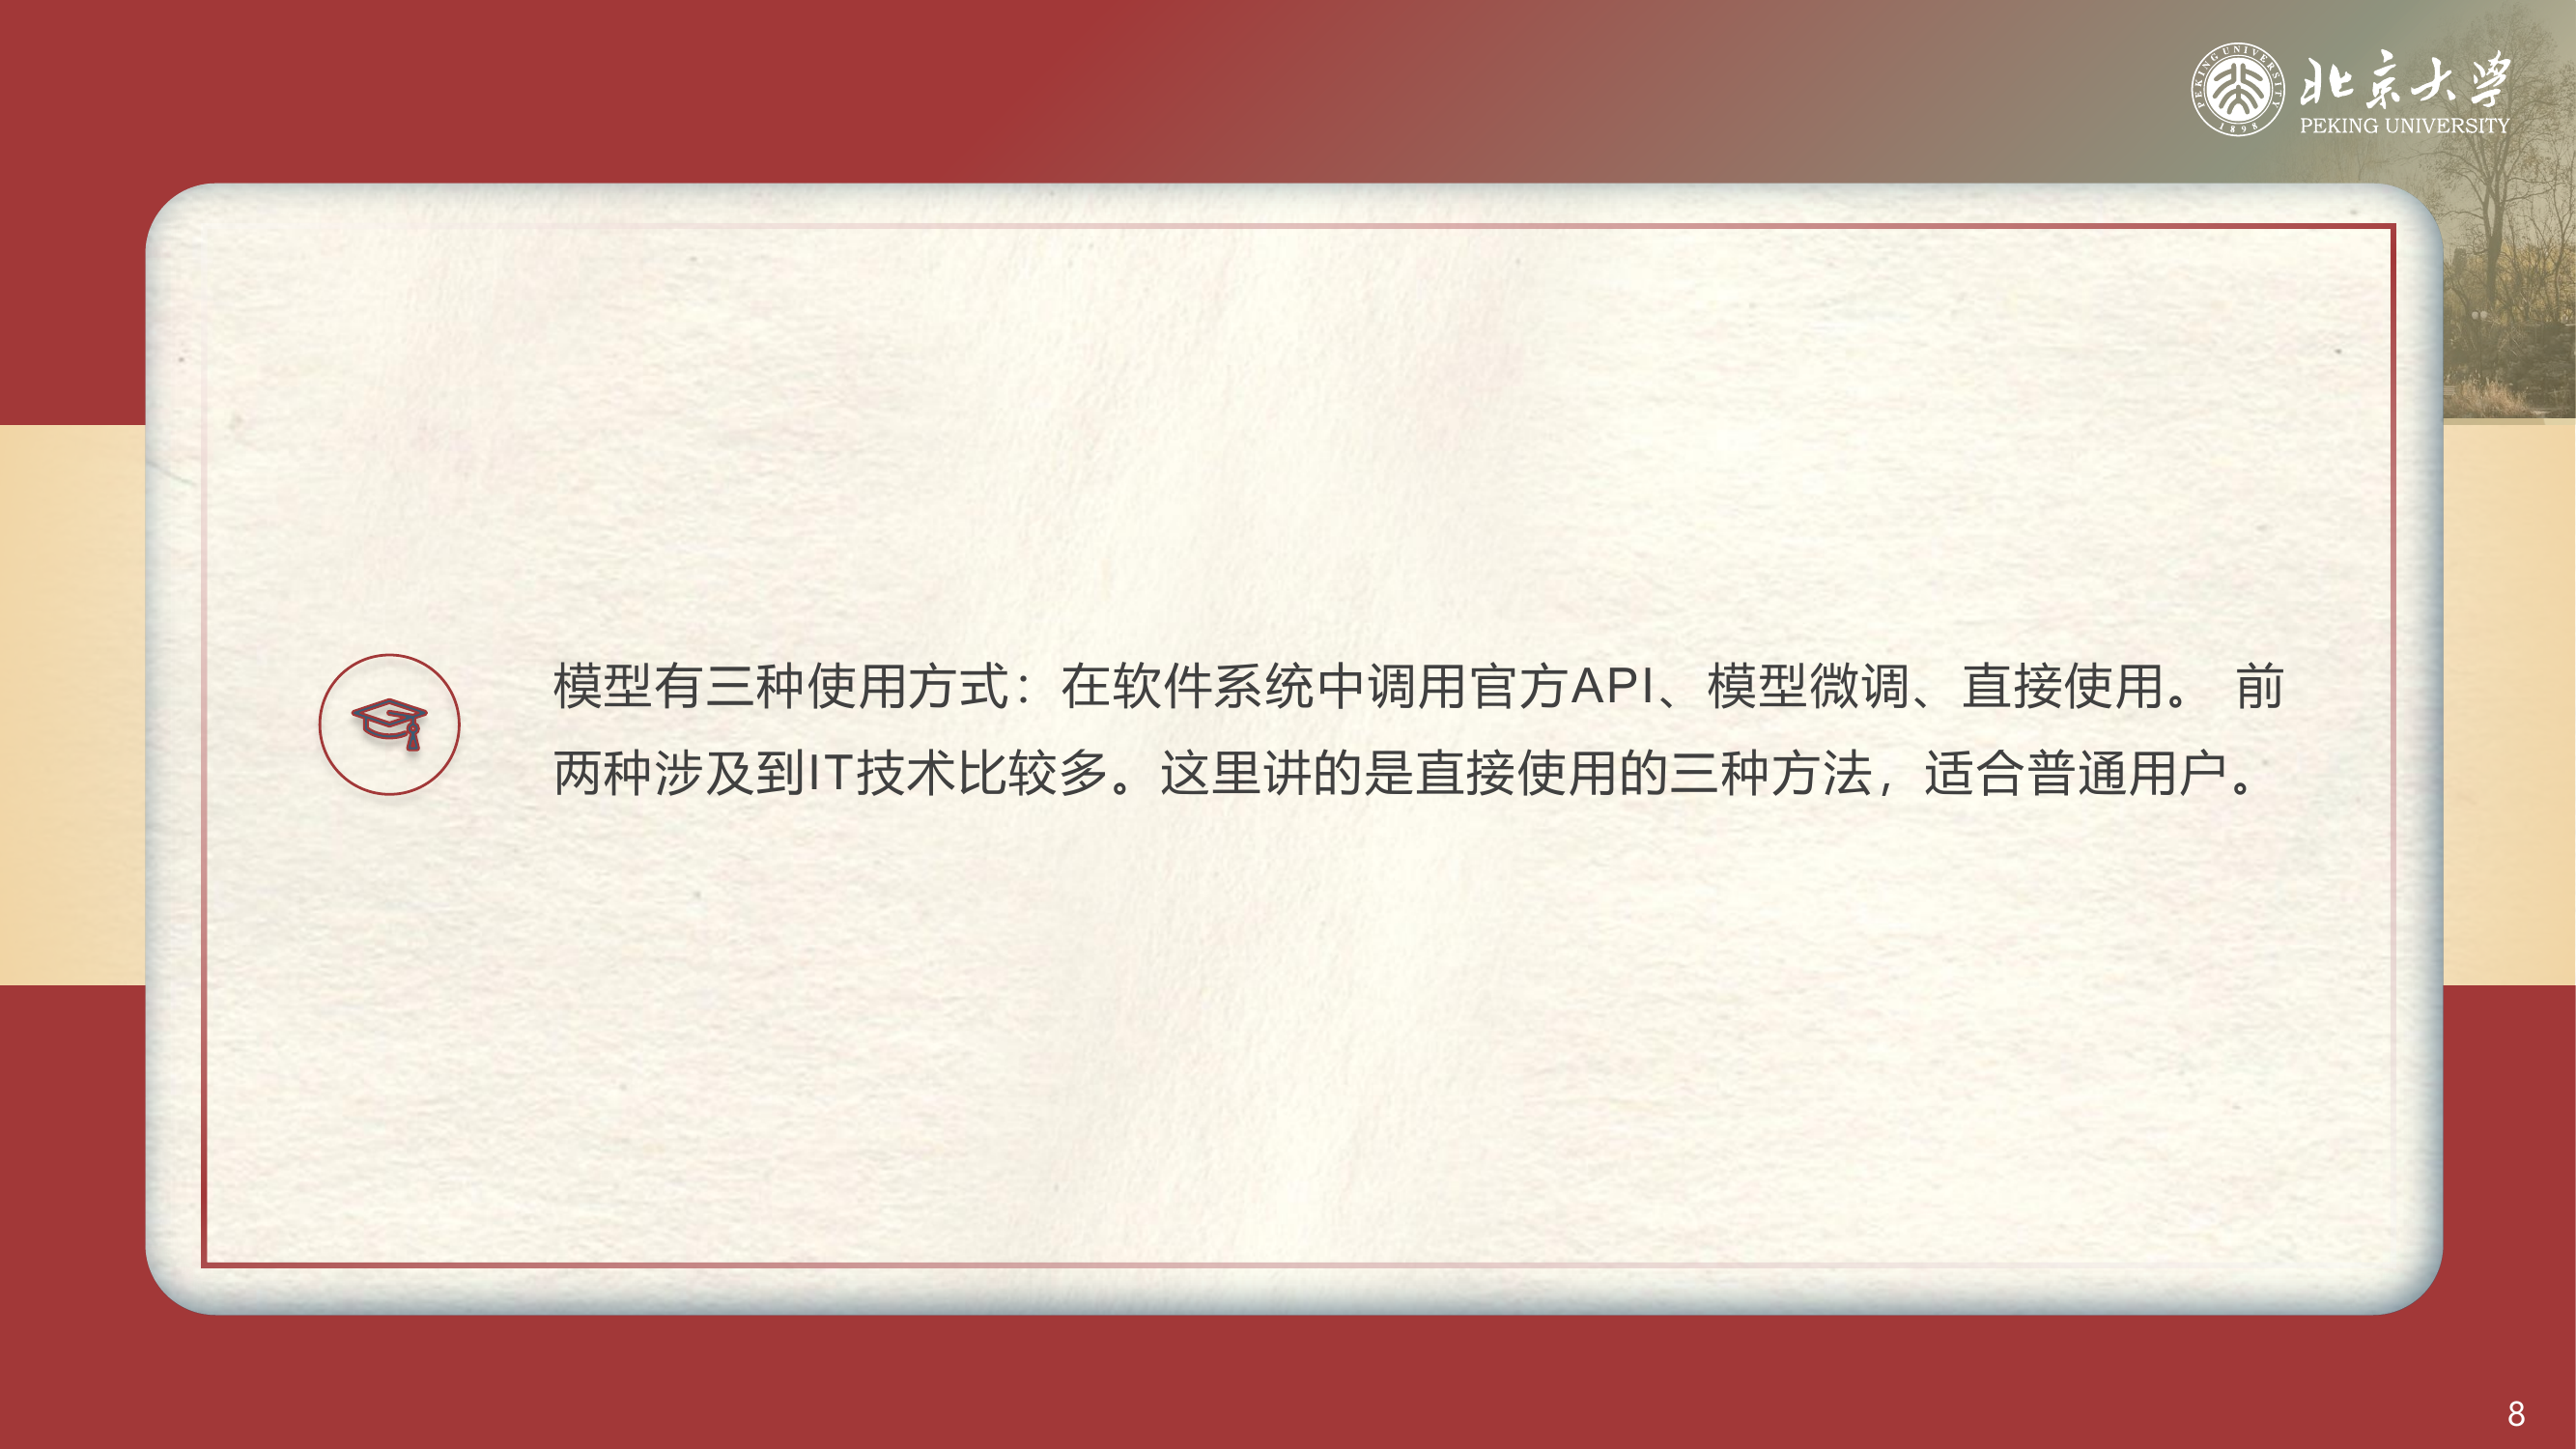 PEKING UNIVERSITY
1898
北京大学
PEKING UNIVERSITY
模型有三种使用方式：在软件系统中调用官方API、模型微调、直接使用。 前
两种涉及到IT技术比较多。这里讲的是直接使用的三种方法，适合普通用户。
8